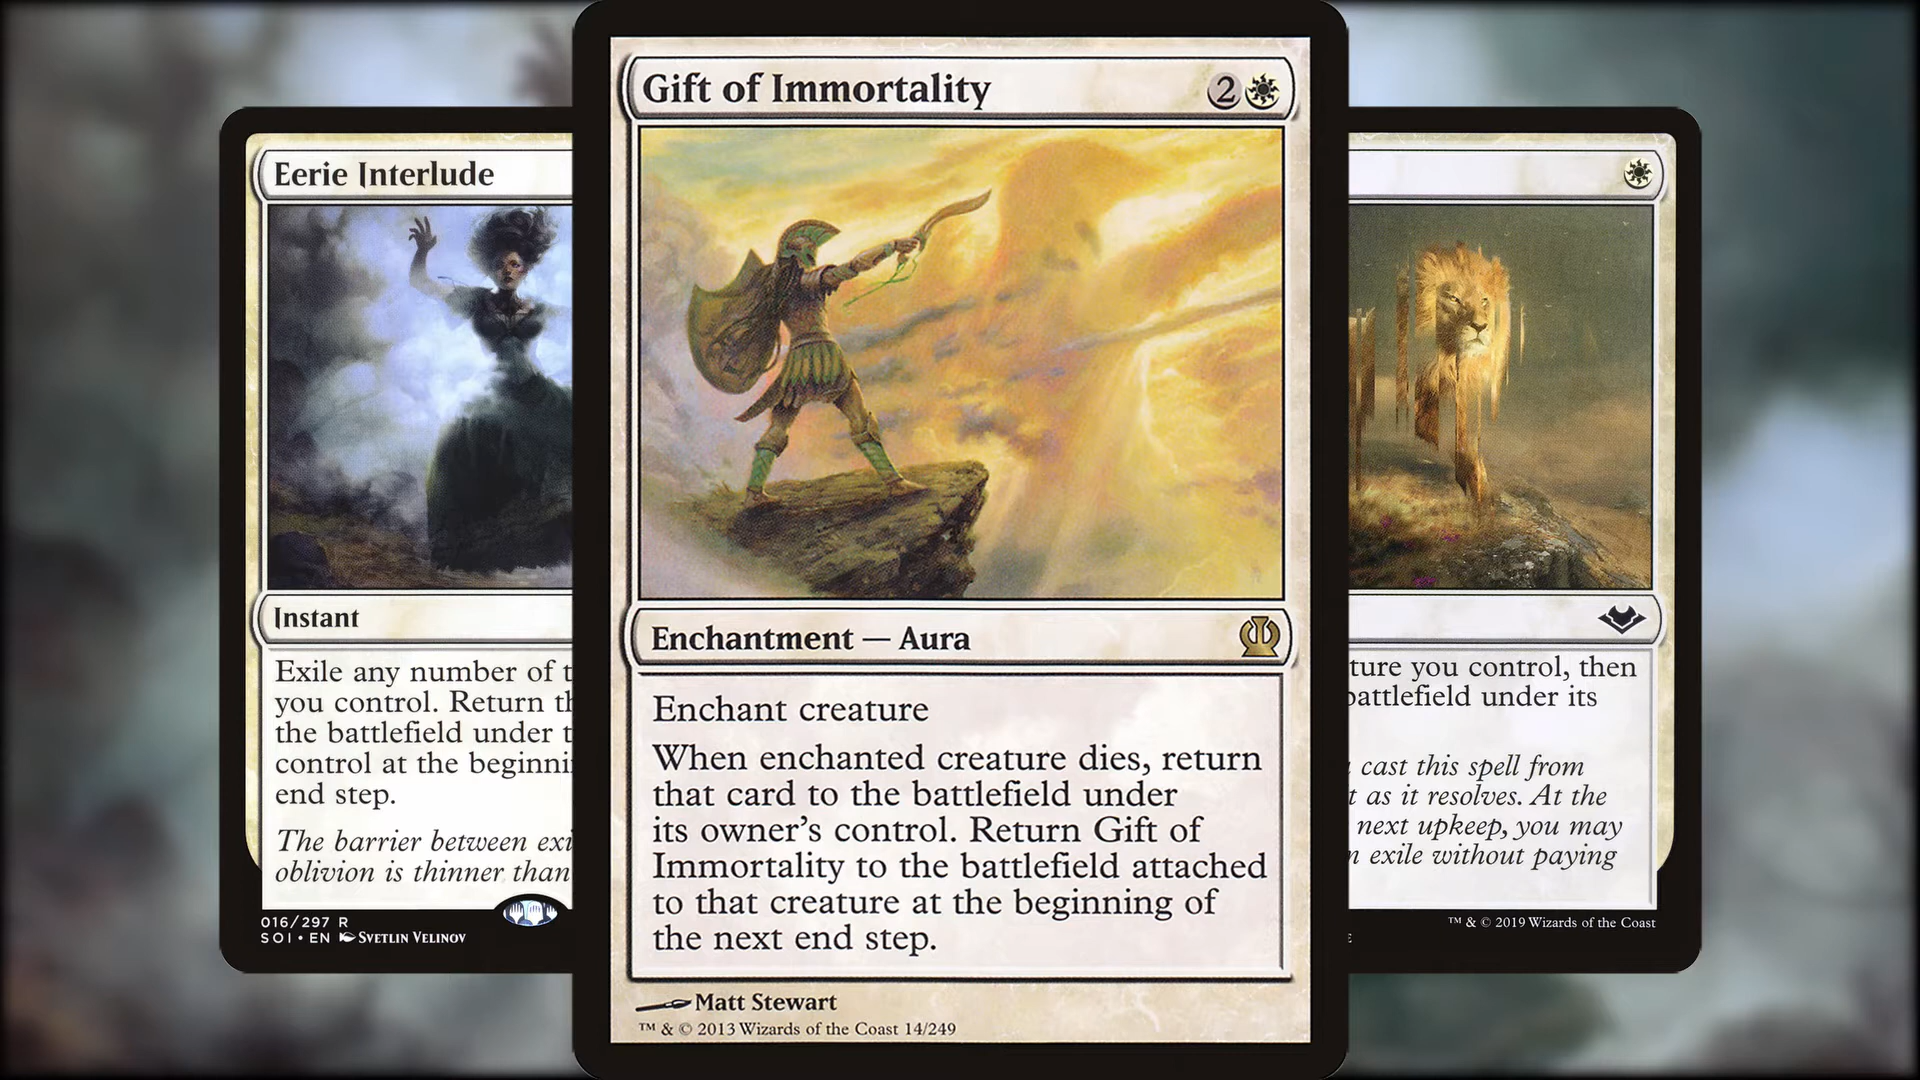 Eerie Interlude
Instant
Exile any number of
you control. Return
the battlefield under
control at the
end step.
The barrier between
oblivion is thinner than
016/297 R
SOI • EN SVETLIN VELINOV
Gift of Immortality
2
Enchantment — Aura
Enchant creature
When enchanted creature dies, return
that card to the battlefield under
its owner's control. Return Gift of
Immortality to the battlefield attached
to that creature at the beginning of
the next end step.
Matt Stewart
™ & © 2013 Wizards of the Coast 14/249
you control, then
battlefield under its
cast this spell from
as it resolves. At the
next upkeep, you may
exile without paying
™ & © 2019 Wizards of the Coast